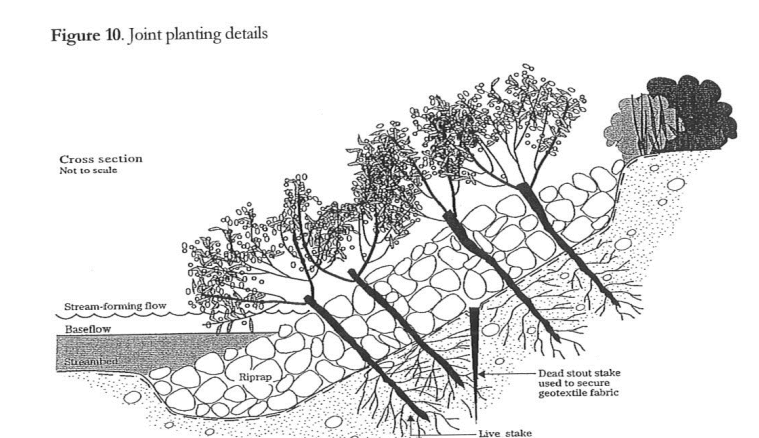 Figure 10. Joint planting details
Cross section
Not to scale
Stream-forming flow
Baseflow
Streambed
Riprap
Dead stout stake
used to secure
geotextile fabric
Live stake